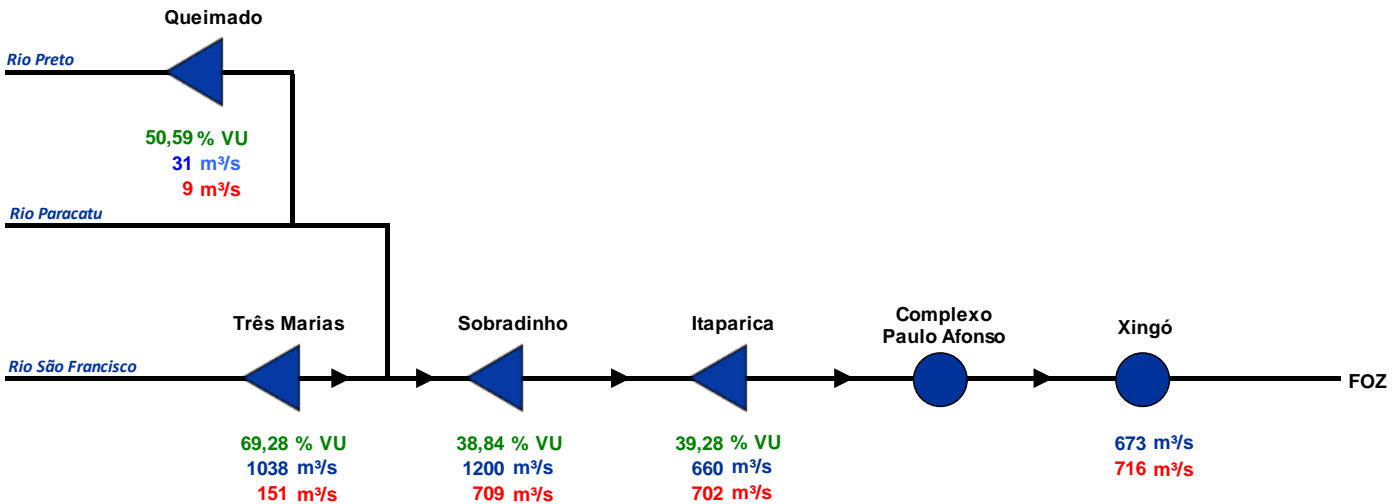 Queimado
Rio Preto
50,59 % VU
31 m³/s
9 m³/s
Rio Paracatu
Três Marias
Sobradinho
Itaparica
Complexo
Paulo Afonso
Xingó
Rio São Francisco
FOZ
69,28 % VU
1038 m³/s
151 m³/s
38,84 % VU
1200 m³/s
709 m³/s
39,28 % VU
660 m³/s
702 m³/s
673 m³/s
716 m³/s